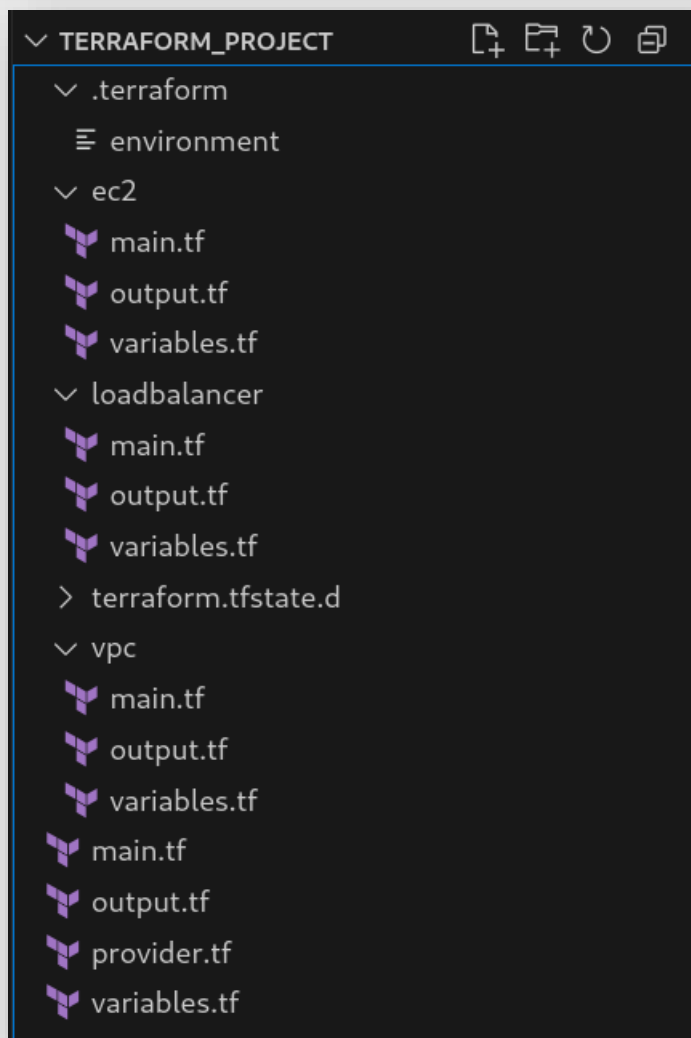 TERRAFORM_PROJECT
.terraform
environment
ec2
main.tf
output.tf
variables.tf
loadbalancer
main.tf
output.tf
variables.tf
terraform.tfstate.d
vpc
main.tf
output.tf
variables.tf
main.tf
output.tf
provider.tf
variables.tf